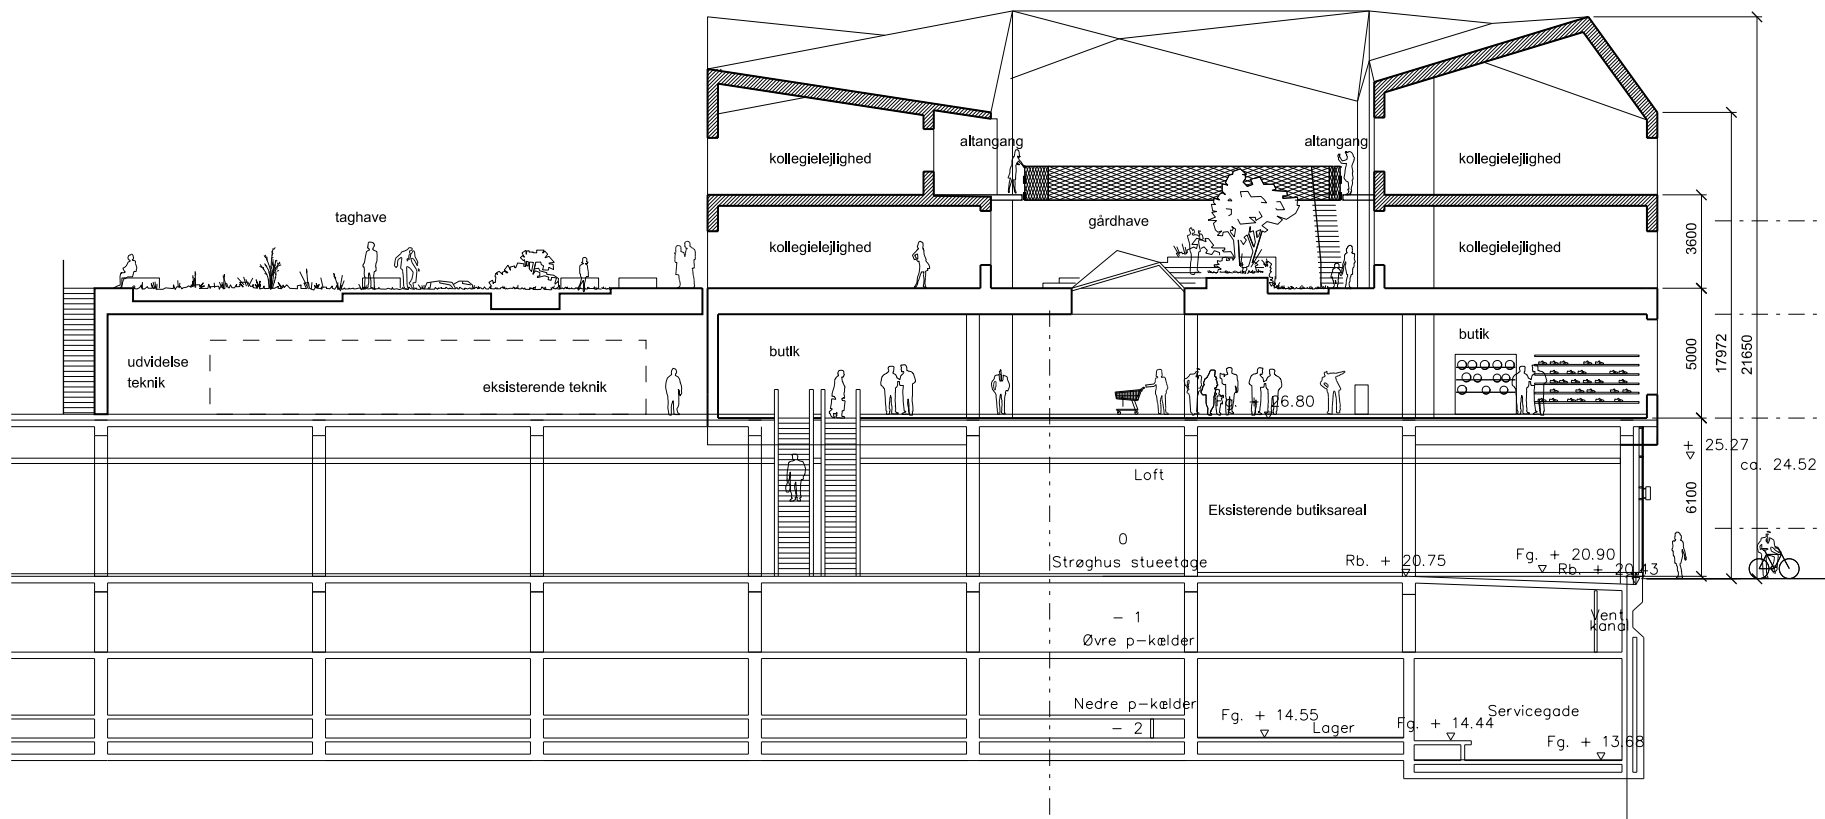 altangang
altangang
kollegielejlighed
kollegielejlighed
taghave
gårdhave
kollegielejlighed
kollegielejlighed
3600
udvidelse
teknik
eksisterende teknik
butik
butik
5000
17972
21650
Fg. + 26.80
+ 25.27
ca. 24.52
6100
Loft
Eksisterende butiksareal
0
Strøghus stueetage
Rb. + 20.75
Fg. + 20.90
Rb. + 20.43
- 1
Øvre p-kælder
Vent.
kanal
Nedre p-kælder
- 2
Fg. + 14.55
Lager
Fg. + 14.44
Servicegade
Fg. + 13.68